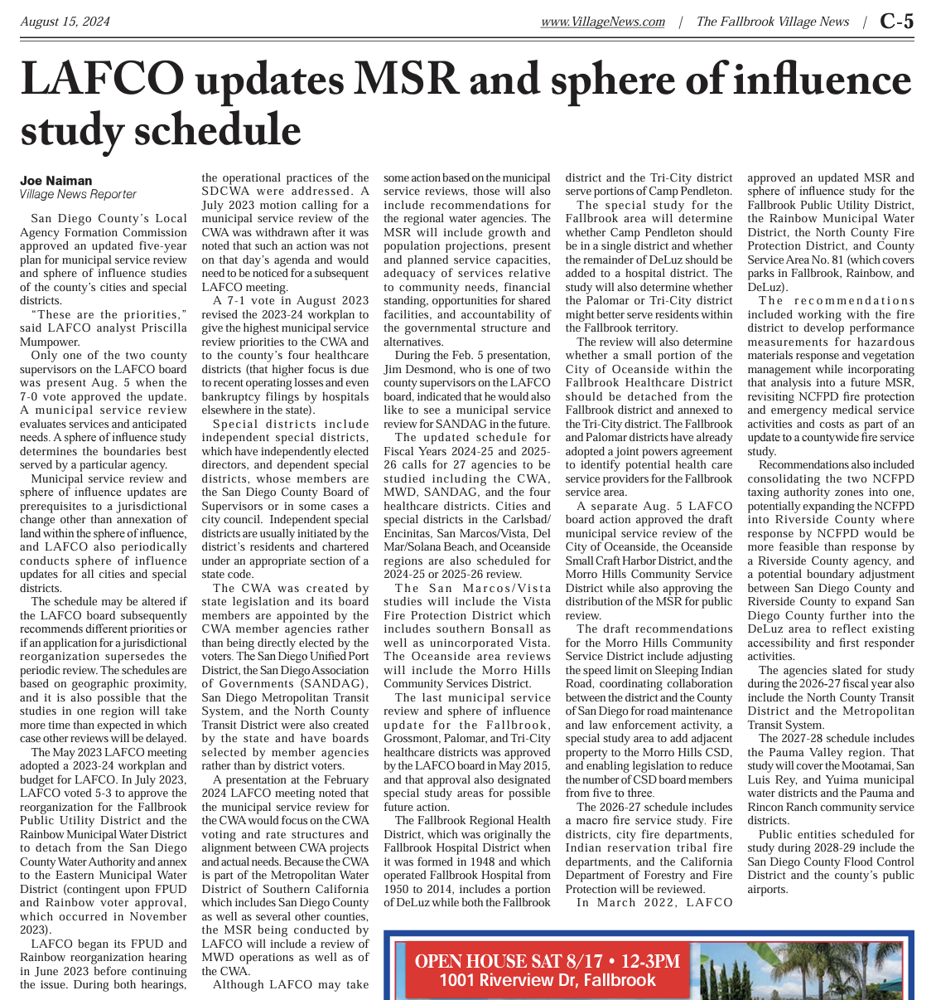 August 15, 2024
www.VillageNews.com | The Fallbrook Village News | C-5
LAFCO updates MSR and sphere of influence
study schedule
Joe Naiman
Village News Reporter
San Diego County's Local
Agency Formation Commission
approved an updated five-year
plan for municipal service review
and sphere of influence studies
of the county's cities and special
districts.
"These are the priorities,"
said LAFCO analyst Priscilla
Mumpower.
Only one of the two county
supervisors on the LAFCO board
was present Aug. 5 when the
7-0 vote approved the update.
A municipal service review
evaluates services and anticipated
needs. A sphere of influence study
determines the boundaries best
served by a particular agency.
Municipal service review and
sphere of influence updates are
prerequisites to a jurisdictional
change other than annexation of
land within the sphere of influence,
and LAFCO also periodically
conducts sphere of influence
updates for all cities and special
districts.
The schedule may be altered if
the LAFCO board subsequently
recommends different priorities or
if an application for a jurisdictional
reorganization supersedes the
periodic review. The schedules are
based on geographic proximity,
and it is also possible that the
studies in one region will take
more time than expected in which
case other reviews will be delayed.
The May 2023 LAFCO meeting
adopted a 2023-24 workplan and
budget for LAFCO. In July 2023,
LAFCO voted 5-3 to approve the
reorganization for the Fallbrook
Public Utility District and the
Rainbow Municipal Water District
to detach from the San Diego
County Water Authority and annex
to the Eastern Municipal Water
District (contingent upon FPUD
and Rainbow voter approval,
which occurred in November
2023).
LAFCO began its FPUD and
Rainbow reorganization hearing
in June 2023 before continuing
the issue. During both hearings,
the operational practices of the
SDCWA were addressed. A
July 2023 motion calling for a
municipal service review of the
CWA was withdrawn after it was
noted that such an action was not
on that day's agenda and would
need to be noticed for a subsequent
LAFCO meeting.
A 7-1 vote in August 2023
revised the 2023-24 workplan to
give the highest municipal service
review priorities to the CWA and
to the county's four healthcare
districts (that higher focus is due
to recent operating losses and even
bankruptcy filings by hospitals
elsewhere in the state).
Special districts include
independent special districts,
which have independently elected
directors, and dependent special
districts, whose members are
the San Diego County Board of
Supervisors or in some cases a
city council. Independent special
districts are usually initiated by the
district's residents and chartered
under an appropriate section of a
state code.
The CWA was created by
state legislation and its board
members are appointed by the
CWA member agencies rather
than being directly elected by the
voters. The San Diego Unified Port
District, the San Diego Association
of Governments (SANDAG),
San Diego Metropolitan Transit
System, and the North County
Transit District were also created
by the state and have boards
selected by member agencies
rather than by district voters.
A presentation at the February
2024 LAFCO meeting noted that
the municipal service review for
the CWA would focus on the CWA
voting and rate structures and
alignment between CWA projects
and actual needs. Because the CWA
is part of the Metropolitan Water
District of Southern California
which includes San Diego County
as well as several other counties,
the MSR being conducted by
LAFCO will include a review of
MWD operations as well as of
the CWA.
Although LAFCO may take
some action based on the municipal
service reviews, those will also
include recommendations for
the regional water agencies. The
MSR will include growth and
population projections, present
and planned service capacities,
adequacy of services relative
to community needs, financial
standing, opportunities for shared
facilities, and accountability of
the governmental structure and
alternatives.
During the Feb. 5 presentation,
Jim Desmond, who is one of two
county supervisors on the LAFCO
board, indicated that he would also
like to see a municipal service
review for SANDAG in the future.
The updated schedule for
Fiscal Years 2024-25 and 2025-
26 calls for 27 agencies to be
studied including the CWA,
MWD, SANDAG, and the four
healthcare districts. Cities and
special districts in the Carlsbad/
Encinitas, San Marcos/Vista, Del
Mar/Solana Beach, and Oceanside
regions are also scheduled for
2024-25 or 2025-26 review.
The San Marcos/Vista
studies will include the Vista
Fire Protection District which
includes southern Bonsall as
well as unincorporated Vista.
The Oceanside area reviews
will include the Morro Hills
Community Services District.
The last municipal service
review and sphere of influence
update for the Fallbrook,
Grossmont, Palomar, and Tri-City
healthcare districts was approved
by the LAFCO board in May 2015,
and that approval also designated
special study areas for possible
future action.
The Fallbrook Regional Health
District, which was originally the
Fallbrook Hospital District when
it was formed in 1948 and which
operated Fallbrook Hospital from
1950 to 2014, includes a portion
of DeLuz while both the Fallbrook
district and the Tri-City district
serve portions of Camp Pendleton.
The special study for the
Fallbrook area will determine
whether Camp Pendleton should
be in a single district and whether
the remainder of DeLuz should be
added to a hospital district. The
study will also determine whether
the Palomar or Tri-City district
might better serve residents within
the Fallbrook territory.
The review will also determine
whether a small portion of the
City of Oceanside within the
Fallbrook Healthcare District
should be detached from the
Fallbrook district and annexed to
the Tri-City district. The Fallbrook
and Palomar districts have already
adopted a joint powers agreement
to identify potential health care
service providers for the Fallbrook
service area.
A separate Aug. 5 LAFCO
board action approved the draft
municipal service review of the
City of Oceanside, the Oceanside
Small Craft Harbor District, and the
Morro Hills Community Service
District while also approving the
distribution of the MSR for public
review.
The draft recommendations
for the Morro Hills Community
Service District include adjusting
the speed limit on Sleeping Indian
Road, coordinating collaboration
between the district and the County
of San Diego for road maintenance
and law enforcement activity, a
special study area to add adjacent
property to the Morro Hills CSD,
and enabling legislation to reduce
the number of CSD board members
from five to three.
The 2026-27 schedule includes
a macro fire service study. Fire
districts, city fire departments,
Indian reservation tribal fire
departments, and the California
Department of Forestry and Fire
Protection will be reviewed.
In March 2022, LAFCO
approved an updated MSR and
sphere of influence study for the
Fallbrook Public Utility District,
the Rainbow Municipal Water
District, the North County Fire
Protection District, and County
Service Area No. 81 (which covers
parks in Fallbrook, Rainbow, and
DeLuz).
The recommendations
included working with the fire
district to develop performance
measurements for hazardous
materials response and vegetation
management while incorporating
that analysis into a future MSR,
revisiting NCFPD fire protection
and emergency medical service
activities and costs as part of an
update to a countywide fire service
study.
Recommendations also included
consolidating the two NCFPD
taxing authority zones into one,
potentially expanding the NCFPD
into Riverside County where
response by NCFPD would be
more feasible than response by
a Riverside County agency, and
a potential boundary adjustment
between San Diego County and
Riverside County to expand San
Diego County further into the
DeLuz area to reflect existing
accessibility and first responder
activities.
The agencies slated for study
during the 2026-27 fiscal year also
include the North County Transit
District and the Metropolitan
Transit System.
The 2027-28 schedule includes
the Pauma Valley region. That
study will cover the Mootamai, San
Luis Rey, and Yuima municipal
water districts and the Pauma and
Rincon Ranch community service
districts.
Public entities scheduled for
study during 2028-29 include the
San Diego County Flood Control
District and the county's public
airports.
OPEN HOUSE SAT 8/17 • 12-3PM
1001 Riverview Dr, Fallbrook